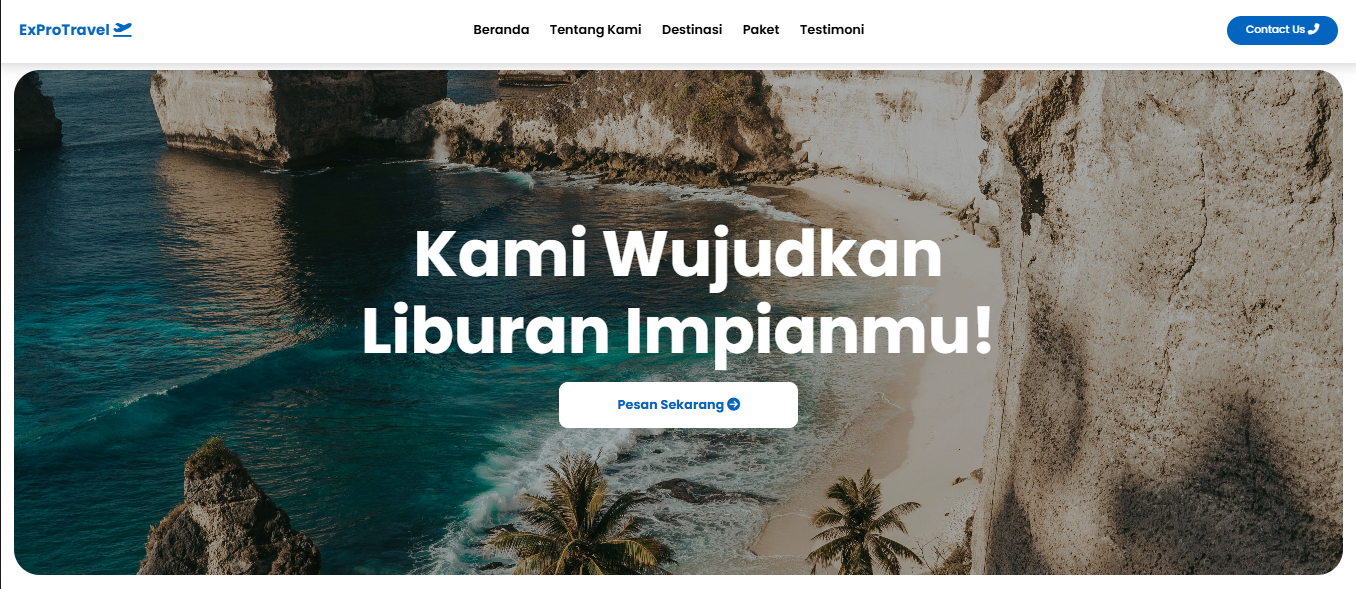 ExProTravel
Beranda Tentang Kami Destinasi Paket Testimoni
Contact Us
Kami Wujudkan
Liburan Impianmu!
Pesan Sekarang